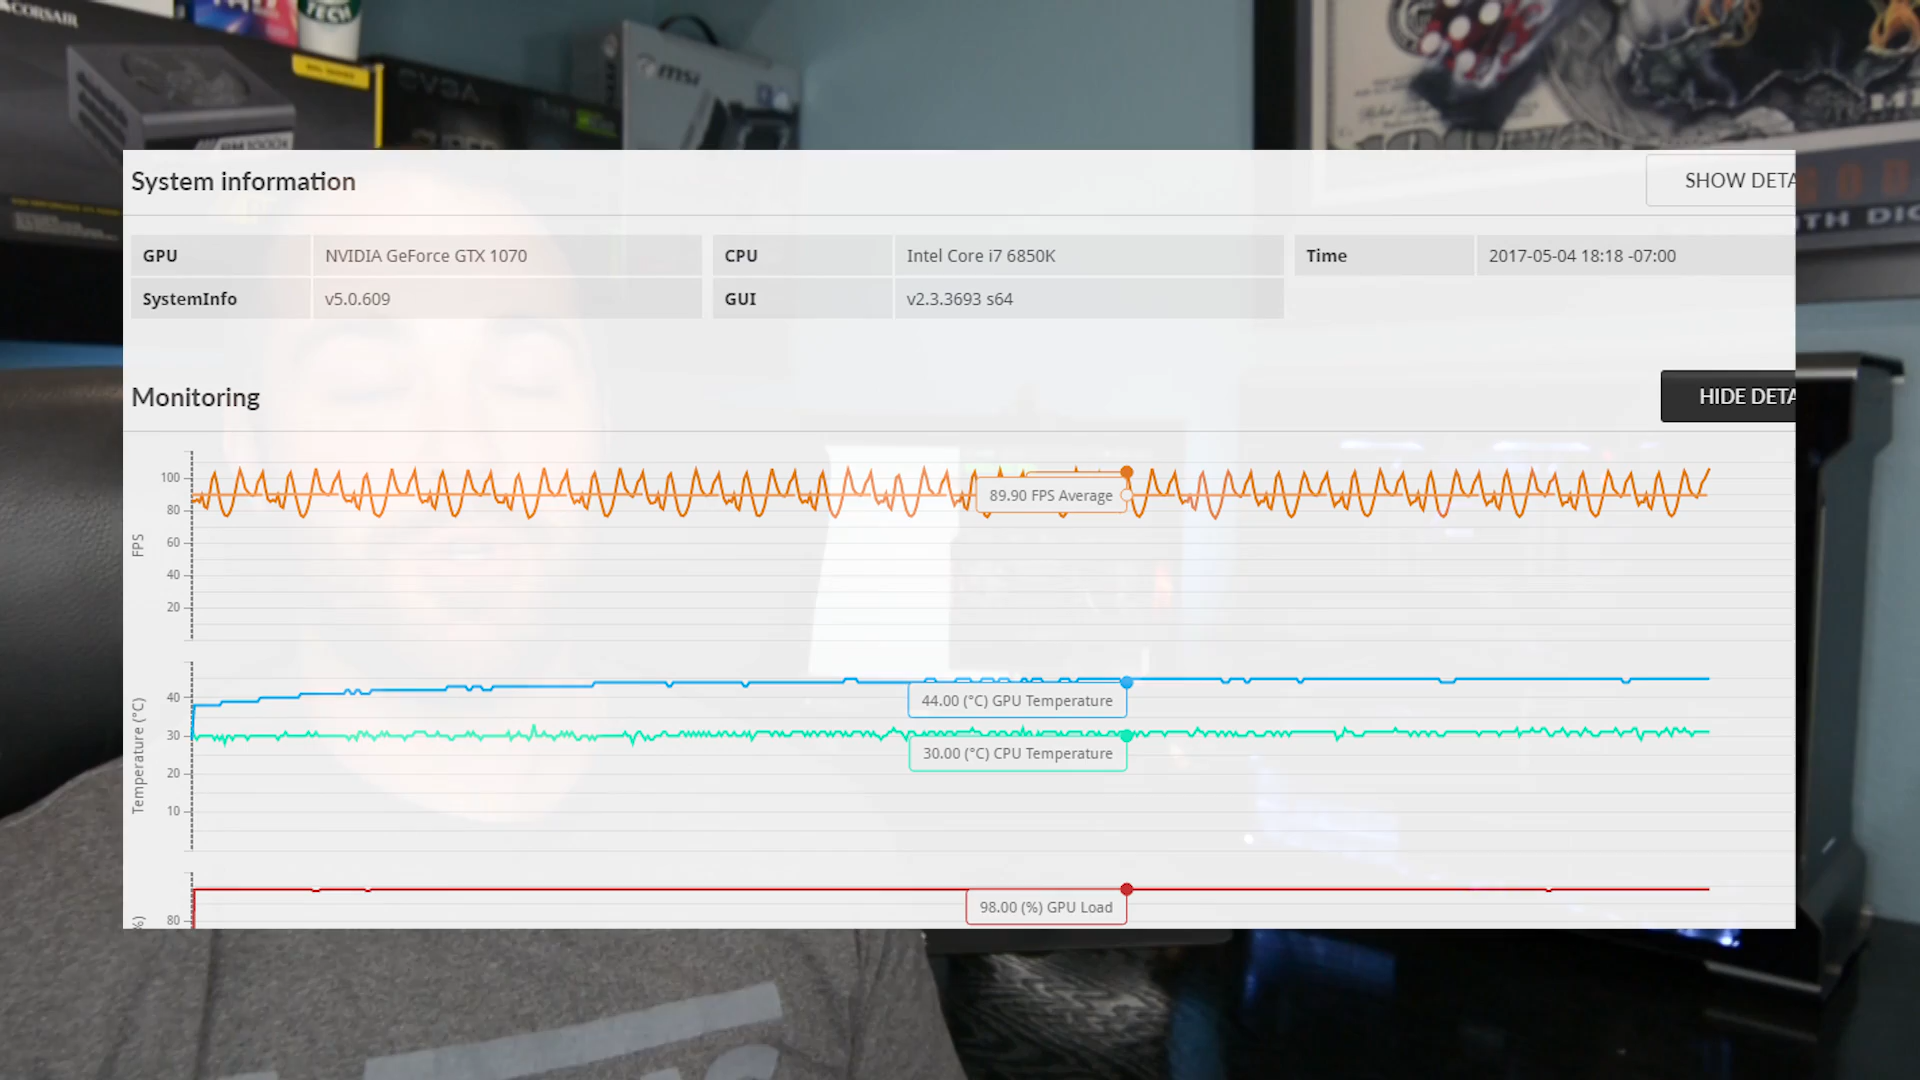 CORSAIR
TECH
EVGA
msi
RM1000x
System information
SHOW DETA
GPU
NVIDIA GeForce GTX 1070
CPU
Intel Core i7 6850K
Time
2017-05-04 18:18 -07:00
SystemInfo
v5.0.609
GUI
v2.3.3693 s64
Monitoring
HIDE DETA
FPS
100
80
60
40
20
89.90 FPS Average
Temperature (°C)
40
30
20
10
44.00 (°C) GPU Temperature
30.00 (°C) CPU Temperature
%)
80
98.00 (%) GPU Load